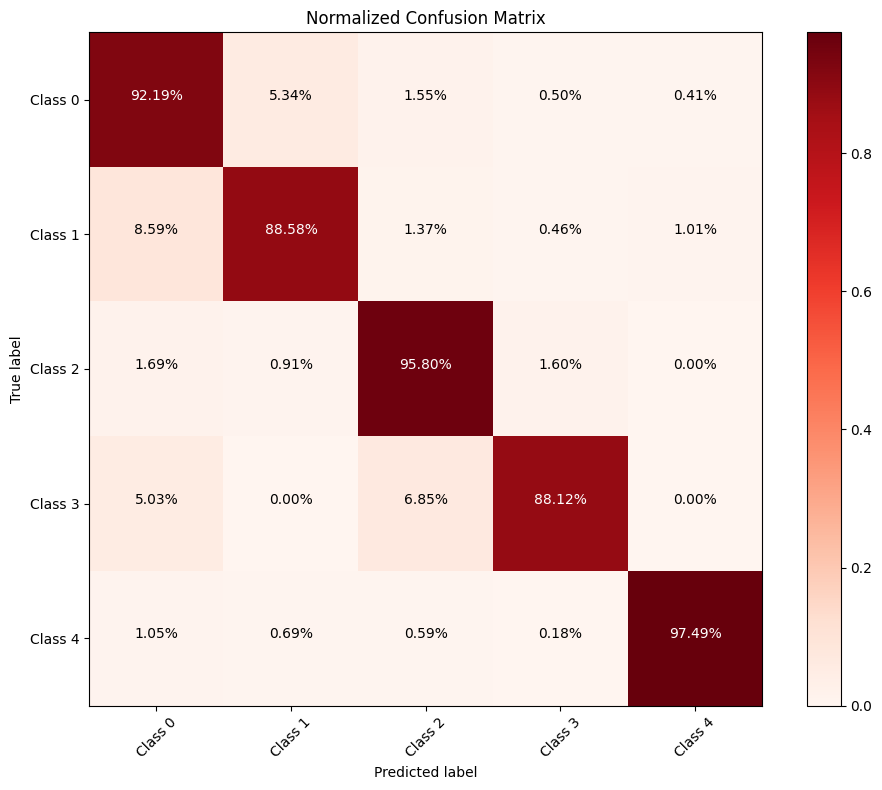 Normalized Confusion Matrix
Class 0 92.19% 5.34% 1.55% 0.50% 0.41%
Class 1 8.59% 88.58% 1.37% 0.46% 1.01%
Class 2 1.69% 0.91% 95.80% 1.60% 0.00%
Class 3 5.03% 0.00% 6.85% 88.12% 0.00%
Class 4 1.05% 0.69% 0.59% 0.18% 97.49%
True label
Class 0 Class 1 Class 2 Class 3 Class 4
Predicted label
0.8
0.6
0.4
0.2
0.0